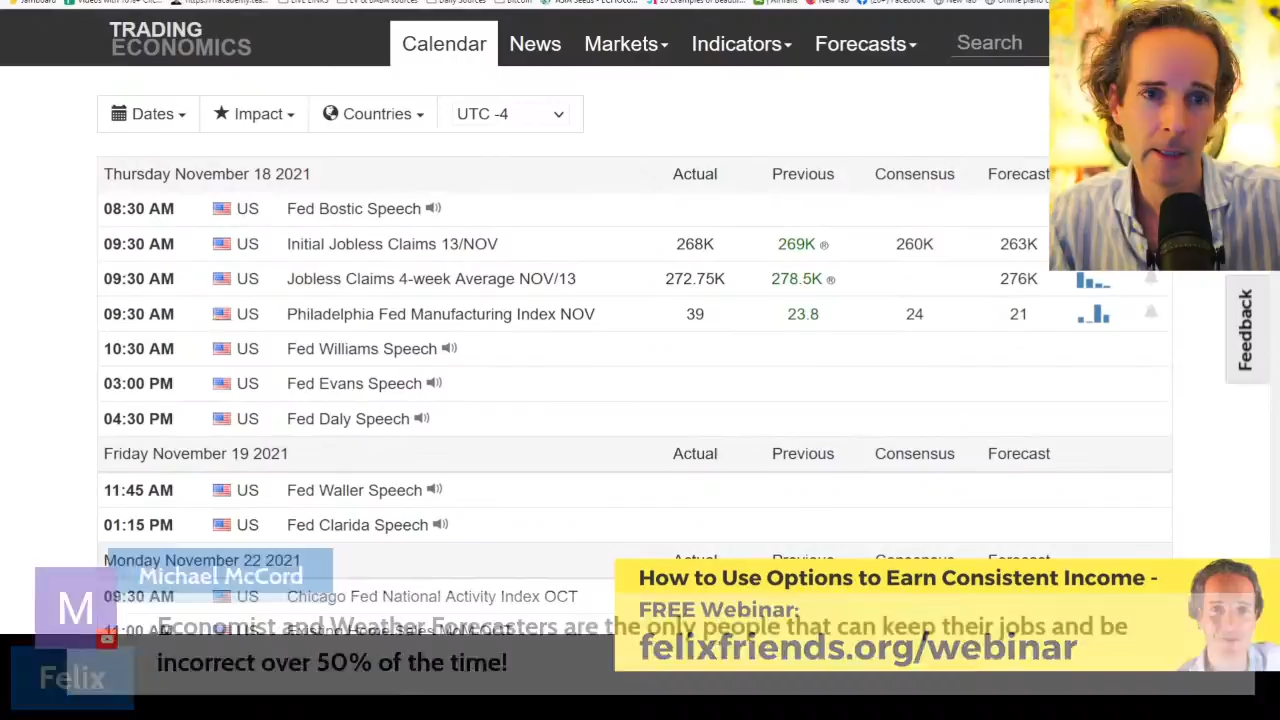 TRADING
ECONOMICS
Calendar News Markets Indicators Forecasts Search
Dates Impact Countries UTC -4
Thursday November 18 2021 Actual Previous Consensus Forecast
08:30 AM US Fed Bostic Speech
09:30 AM US Initial Jobless Claims 13/NOV 268K 269K ® 260K 263K
09:30 AM US Jobless Claims 4-week Average NOV/13 272.75K 278.5K ® 276K
09:30 AM US Philadelphia Fed Manufacturing Index NOV 39 23.8 24 21
10:30 AM US Fed Williams Speech
03:00 PM US Fed Evans Speech
04:30 PM US Fed Daly Speech
Feedback
Friday November 19 2021 Actual Previous Consensus Forecast
11:45 AM US Fed Waller Speech
01:15 PM US Fed Clarida Speech
Monday November 22 2021 Actual Previous Consensus Forecast
09:30 AM US Chicago Fed National Activity Index OCT
Michael McCord
M
Economist and Weather Forecasters are the only people that can keep their jobs and be
incorrect over 50% of the time!
How to Use Options to Earn Consistent Income -
FREE Webinar:
felixfriends.org/webinar
Felix